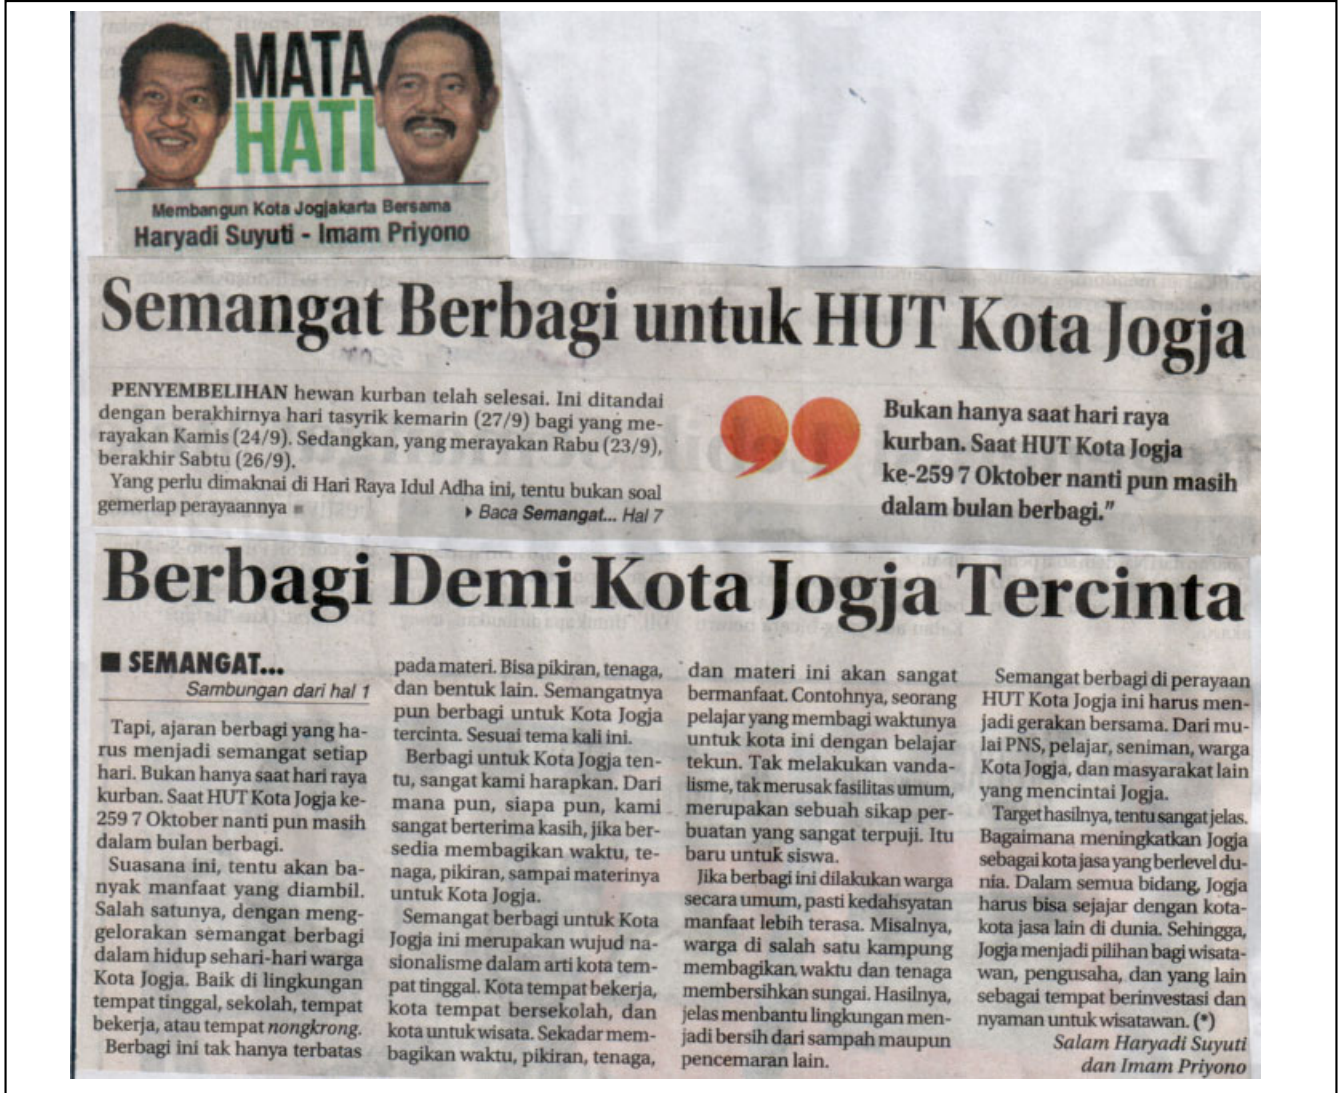 MATA
HATI
Membangun Kota Jogjakarta Bersama
Haryadi Suyuti - Imam Priyono
Semangat Berbagi untuk HUT Kota Jogja
PENYEMBELIHAN hewan kurban telah selesai. Ini ditandai
dengan berakhirnya hari tasyrik kemarin (27/9) bagi yang me-
rayakan Kamis (24/9). Sedangkan, yang merayakan Rabu (23/9),
berakhir Sabtu (26/9).
Yang perlu dimaknai di Hari Raya Idul Adha ini, tentu bukan soal
gemerlap perayaannya ■
▸ Baca Semangat... Hal 7
Bukan hanya saat hari raya
kurban. Saat HUT Kota Jogja
ke-259 7 Oktober nanti pun masih
dalam bulan berbagi.”
Berbagi Demi Kota Jogja Tercinta
■ SEMANGAT...
Sambungan dari hal 1
Tapi, ajaran berbagi yang ha-
rus menjadi semangat setiap
hari. Bukan hanya saat hari raya
kurban. Saat HUT Kota Jogja ke-
259 7 Oktober nanti pun masih
dalam bulan berbagi.
Suasana ini, tentu akan ba-
nyak manfaat yang diambil.
Salah satunya, dengan meng-
gelorakan semangat berbagi
dalam hidup sehari-hari warga
Kota Jogja. Baik di lingkungan
tempat tinggal, sekolah, tempat
bekerja, atau tempat nongkrong.
Berbagi ini tak hanya terbatas
pada materi. Bisa pikiran, tenaga,
dan bentuk lain. Semangatnya
pun berbagi untuk Kota Jogja
tercinta. Sesuai tema kali ini.
Berbagi untuk Kota Jogja ten-
tu, sangat kami harapkan. Dari
mana pun, siapa pun, kami
sangat berterima kasih, jika ber-
sedia membagikan waktu, te-
naga, pikiran, sampai materinya
untuk Kota Jogja.
Semangat berbagi untuk Kota
Jogja ini merupakan wujud na-
sionalisme dalam arti kota tem-
pat tinggal. Kota tempat bekerja,
kota tempat bersekolah, dan
kota untuk wisata. Sekadar mem-
bagikan waktu, pikiran, tenaga,
dan materi ini akan sangat
bermanfaat. Contohnya, seorang
pelajar yang membagi waktunya
untuk kota ini dengan belajar
tekun. Tak melakukan vanda-
lisme, tak merusak fasilitas umum,
merupakan sebuah sikap per-
buatan yang sangat terpuji. Itu
baru untuk siswa.
Jika berbagi ini dilakukan warga
secara umum, pasti kedahsyatan
manfaat lebih terasa. Misalnya,
warga di salah satu kampung
membagikan waktu dan tenaga
membersihkan sungai. Hasilnya,
jelas membantu lingkungan men-
jadi bersih dari sampah maupun
pencemaran lain.
Semangat berbagi di perayaan
HUT Kota Jogja ini harus men-
jadi gerakan bersama. Dari mu-
lai PNS, pelajar, seniman, warga
Kota Jogja, dan masyarakat lain
yang mencintai Jogja.
Target hasilnya, tentu sangat jelas.
Bagaimana meningkatkan Jogja
sebagai kota jasa yang berlevel du-
nia. Dalam semua bidang, Jogja
harus bisa sejajar dengan kota-
kota jasa lain di dunia. Sehingga,
Jogja menjadi pilihan bagi wisata-
wan, pengusaha, dan yang lain
sebagai tempat berinvestasi dan
nyaman untuk wisatawan. (*)
Salam Haryadi Suyuti
dan Imam Priyono